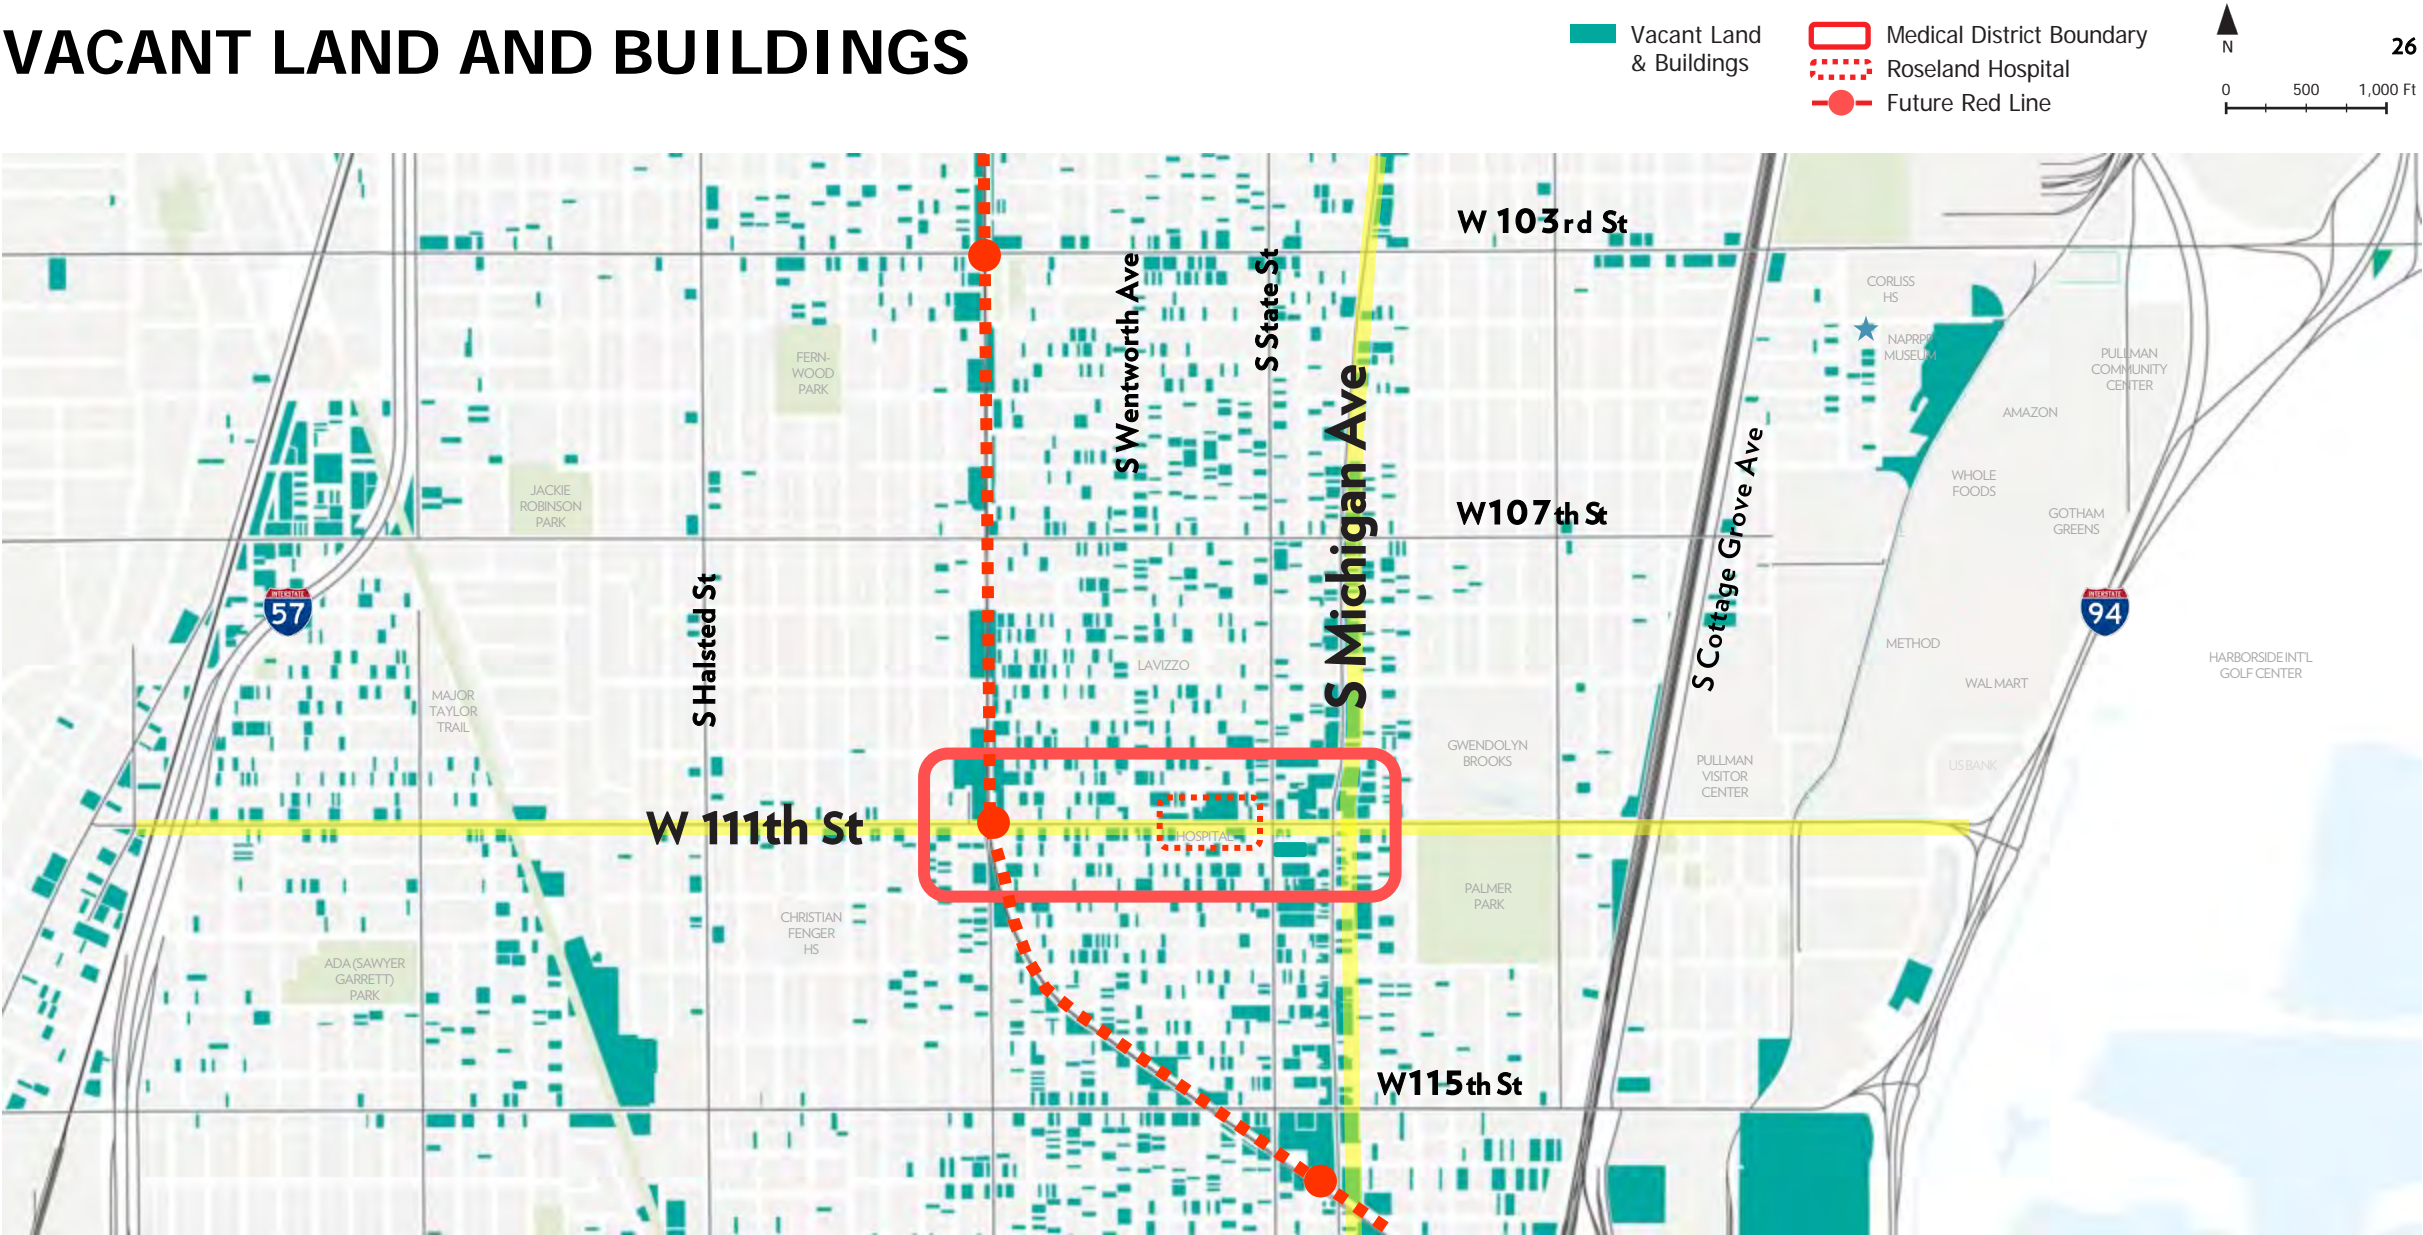 VACANT LAND AND BUILDINGS
Vacant Land
& Buildings
Medical District Boundary
Roseland Hospital
Future Red Line
N
0 500 1,000 Ft
26
W 103rd St
S Wentworth Ave
S State St
S Michigan Ave
CORLISS
HS
NAPRPP
MUSEUM
PULLMAN
COMMUNITY
CENTER
AMAZON
FERN-
WOOD
PARK
WHOLE
FOODS
JACKIE
ROBINSON
PARK
W107th St
GOTHAM
GREENS
S Cottage Grove Ave
INTERSTATE
57
INTERSTATE
94
S Halsted St
METHOD
LAVIZZO
HARBORSIDE INT'L
GOLF CENTER
WAL MART
MAJOR
TAYLOR
TRAIL
GWENDOLYN
BROOKS
PULLMAN
VISITOR
CENTER
US BANK
W 111th St
HOSPITAL
PALMER
PARK
CHRISTIAN
FENGER
HS
ADA (SAWYER
GARRETT)
PARK
W115th St